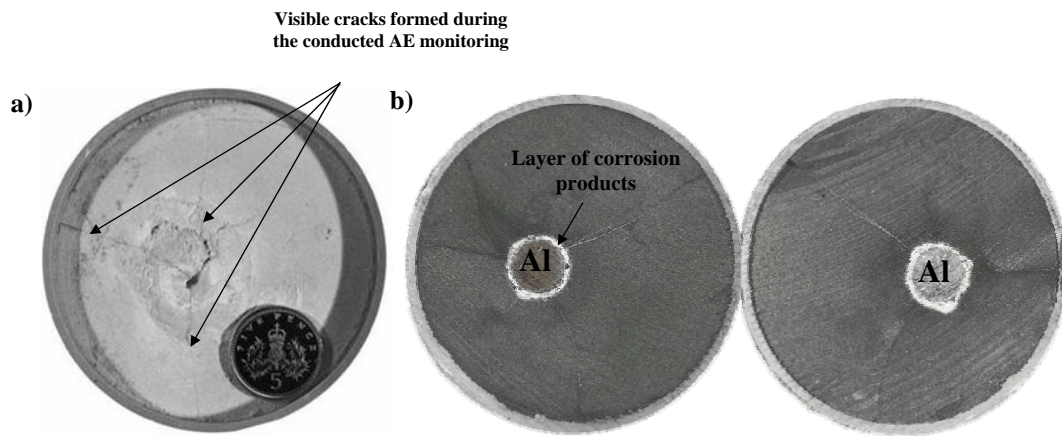 Visible cracks formed during
the conducted AE monitoring
a)
b)
Layer of corrosion
products
Al
Al
FIVE PENCE
5